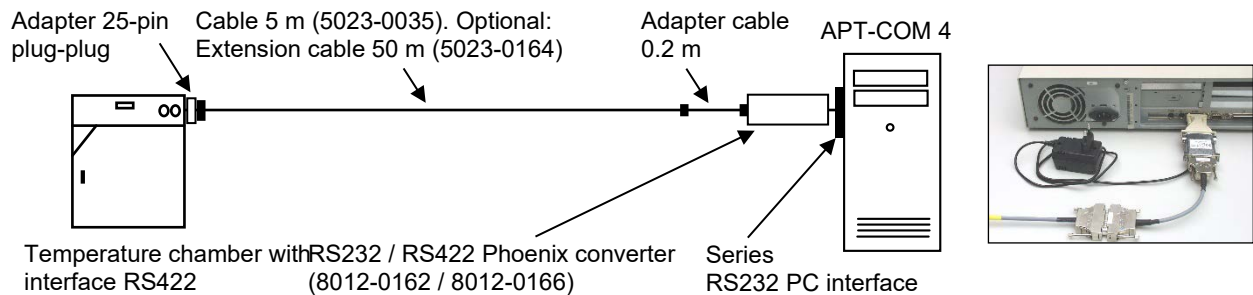 Adapter 25-pin
plug-plug
Cable 5 m (5023-0035). Optional:
Extension cable 50 m (5023-0164)
Adapter cable
0.2 m
APT-COM 4
Temperature chamber with
interface RS422
RS232 / RS422 Phoenix converter
(8012-0162 / 8012-0166)
Series
RS232 PC interface